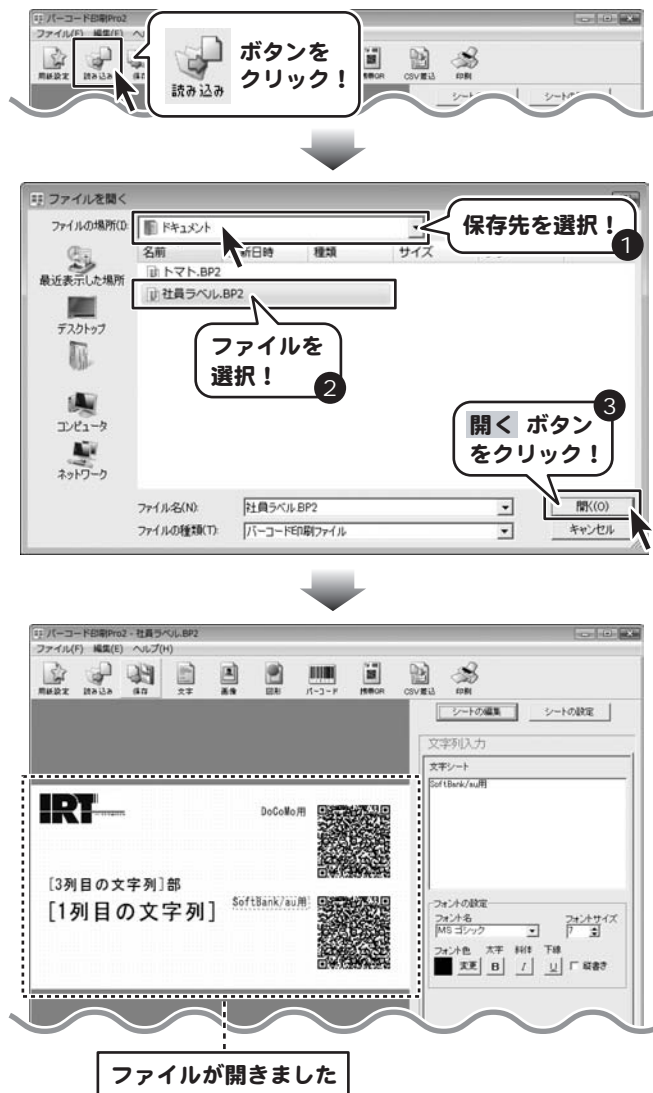 バーコード印刷Pro2
ファイル(F) 編集(E)
用紙設定 読み込み 保存
読み込み
ボタンを
クリック！
携帯QR CSV差込 印刷
ファイルを開く
ファイルの場所(I): ドキュメント
保存先を選択！
1
名前 新日時 種類 サイズ
トマト.BP2
社員ラベル.BP2
最近表示した場所
デスクトップ
コンピュータ
ネットワーク
ファイルを
選択！
2
3
開く ボタン
をクリック！
ファイル名(N): 社員ラベル.BP2 開く(O)
ファイルの種類(T): バーコード印刷ファイル キャンセル
バーコード印刷Pro2 - 社員ラベル.BP2
ファイル(F) 編集(E) ヘルプ(H)
用紙設定 読み込み 保存 文字 画像 図形 バーコード 携帯QR CSV差込 印刷
シートの編集 シートの設定
文字列入力
文字シート
SoftBank/au用
IRT
DoCoMo用
[3列目の文字列]部
[1列目の文字列]
SoftBank/au用
フォントの設定
フォント名 フォントサイズ
MS ゴシック 7
フォント色 太字 斜体 下線
変更 B I U 縦書き
ファイルが開きました